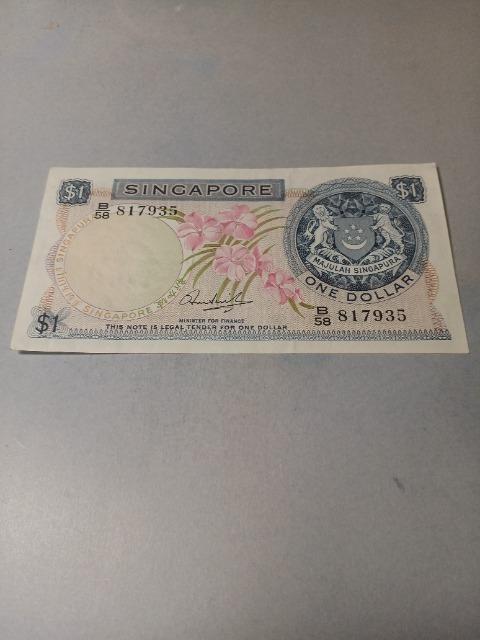 $1
SINGAPORE
$1
B/58 817935
MAJULAH SINGAPURA
ONE DOLLAR
B/58 817935
SINGAPORE
$1
MINISTER FOR FINANCE
THIS NOTE IS LEGAL TENDER FOR ONE DOLLAR